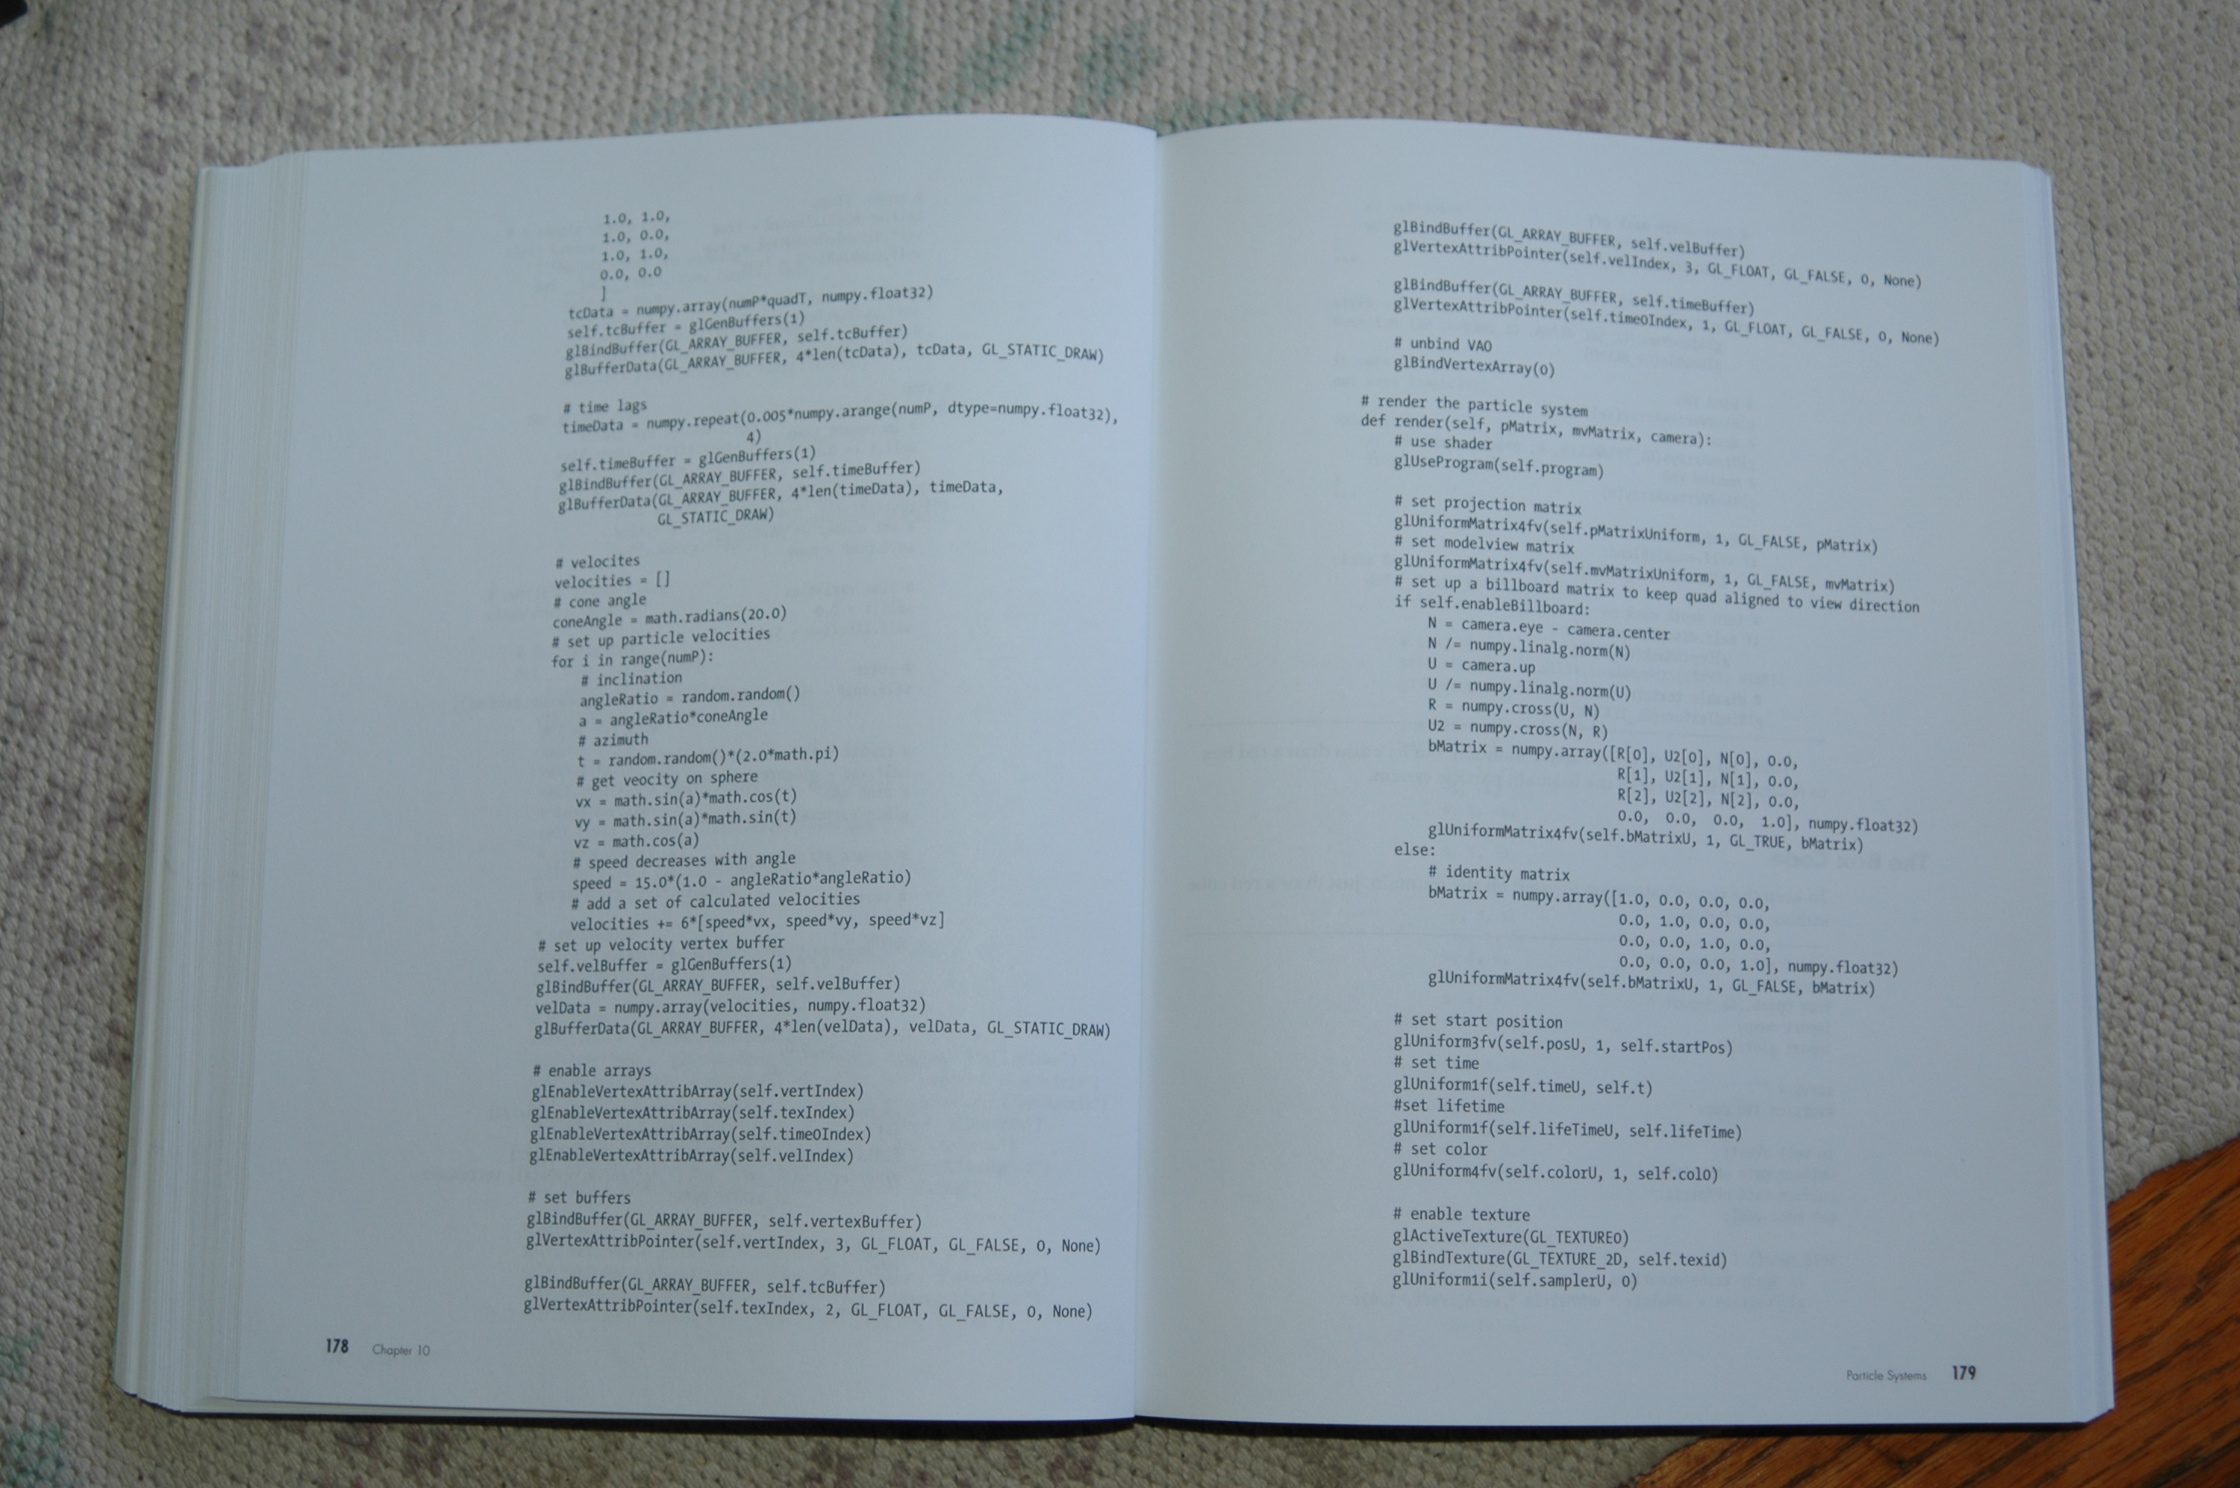 1.0, 1.0,
                  1.0, 0.0,
                  1.0, 1.0,
                  0.0, 0.0
                  ]
        tcData = numpy.array(numP*quadT, numpy.float32)
        self.tcBuffer = glGenBuffers(1)
        glBindBuffer(GL_ARRAY_BUFFER, self.tcBuffer)
        glBufferData(GL_ARRAY_BUFFER, 4*len(tcData), tcData, GL_STATIC_DRAW)

        # time lags
        timeData = numpy.repeat(0.005*numpy.arange(numP, dtype=numpy.float32),
                                4)
        self.timeBuffer = glGenBuffers(1)
        glBindBuffer(GL_ARRAY_BUFFER, self.timeBuffer)
        glBufferData(GL_ARRAY_BUFFER, 4*len(timeData), timeData,
                     GL_STATIC_DRAW)

        # velocites
        velocities = []
        # cone angle
        coneAngle = math.radians(20.0)
        # set up particle velocities
        for i in range(numP):
            # inclination
            angleRatio = random.random()
            a = angleRatio*coneAngle
            # azimuth
            t = random.random()*(2.0*math.pi)
            # get veocity on sphere
            vx = math.sin(a)*math.cos(t)
            vy = math.sin(a)*math.sin(t)
            vz = math.cos(a)
            # speed decreases with angle
            speed = 15.0*(1.0 - angleRatio*angleRatio)
            # add a set of calculated velocities
            velocities += 6*[speed*vx, speed*vy, speed*vz]
        # set up velocity vertex buffer
        self.velBuffer = glGenBuffers(1)
        glBindBuffer(GL_ARRAY_BUFFER, self.velBuffer)
        velData = numpy.array(velocities, numpy.float32)
        glBufferData(GL_ARRAY_BUFFER, 4*len(velData), velData, GL_STATIC_DRAW)

        # enable arrays
        glEnableVertexAttribArray(self.vertIndex)
        glEnableVertexAttribArray(self.texIndex)
        glEnableVertexAttribArray(self.time0Index)
        glEnableVertexAttribArray(self.velIndex)

        # set buffers
        glBindBuffer(GL_ARRAY_BUFFER, self.vertexBuffer)
        glVertexAttribPointer(self.vertIndex, 3, GL_FLOAT, GL_FALSE, 0, None)

        glBindBuffer(GL_ARRAY_BUFFER, self.tcBuffer)
        glVertexAttribPointer(self.texIndex, 2, GL_FLOAT, GL_FALSE, 0, None)
178 Chapter 10
        glBindBuffer(GL_ARRAY_BUFFER, self.velBuffer)
        glVertexAttribPointer(self.velIndex, 3, GL_FLOAT, GL_FALSE, 0, None)

        glBindBuffer(GL_ARRAY_BUFFER, self.timeBuffer)
        glVertexAttribPointer(self.time0Index, 1, GL_FLOAT, GL_FALSE, 0, None)

        # unbind VAO
        glBindVertexArray(0)

    # render the particle system
    def render(self, pMatrix, mvMatrix, camera):
        # use shader
        glUseProgram(self.program)

        # set projection matrix
        glUniformMatrix4fv(self.pMatrixUniform, 1, GL_FALSE, pMatrix)
        # set modelview matrix
        glUniformMatrix4fv(self.mvMatrixUniform, 1, GL_FALSE, mvMatrix)
        # set up a billboard matrix to keep quad aligned to view direction
        if self.enableBillboard:
            N = camera.eye - camera.center
            N /= numpy.linalg.norm(N)
            U = camera.up
            U /= numpy.linalg.norm(U)
            R = numpy.cross(U, N)
            U2 = numpy.cross(N, R)
            bMatrix = numpy.array([R[0], U2[0], N[0], 0.0,
                                   R[1], U2[1], N[1], 0.0,
                                   R[2], U2[2], N[2], 0.0,
                                   0.0, 0.0, 0.0, 1.0], numpy.float32)
            glUniformMatrix4fv(self.bMatrixU, 1, GL_TRUE, bMatrix)
        else:
            # identity matrix
            bMatrix = numpy.array([1.0, 0.0, 0.0, 0.0,
                                   0.0, 1.0, 0.0, 0.0,
                                   0.0, 0.0, 1.0, 0.0,
                                   0.0, 0.0, 0.0, 1.0], numpy.float32)
            glUniformMatrix4fv(self.bMatrixU, 1, GL_FALSE, bMatrix)

        # set start position
        glUniform3fv(self.posU, 1, self.startPos)
        # set time
        glUniform1f(self.timeU, self.t)
        #set lifetime
        glUniform1f(self.lifeTimeU, self.lifeTime)
        # set color
        glUniform4fv(self.colorU, 1, self.col0)

        # enable texture
        glActiveTexture(GL_TEXTURE0)
        glBindTexture(GL_TEXTURE_2D, self.texid)
        glUniform1i(self.samplerU, 0)
Particle Systems 179